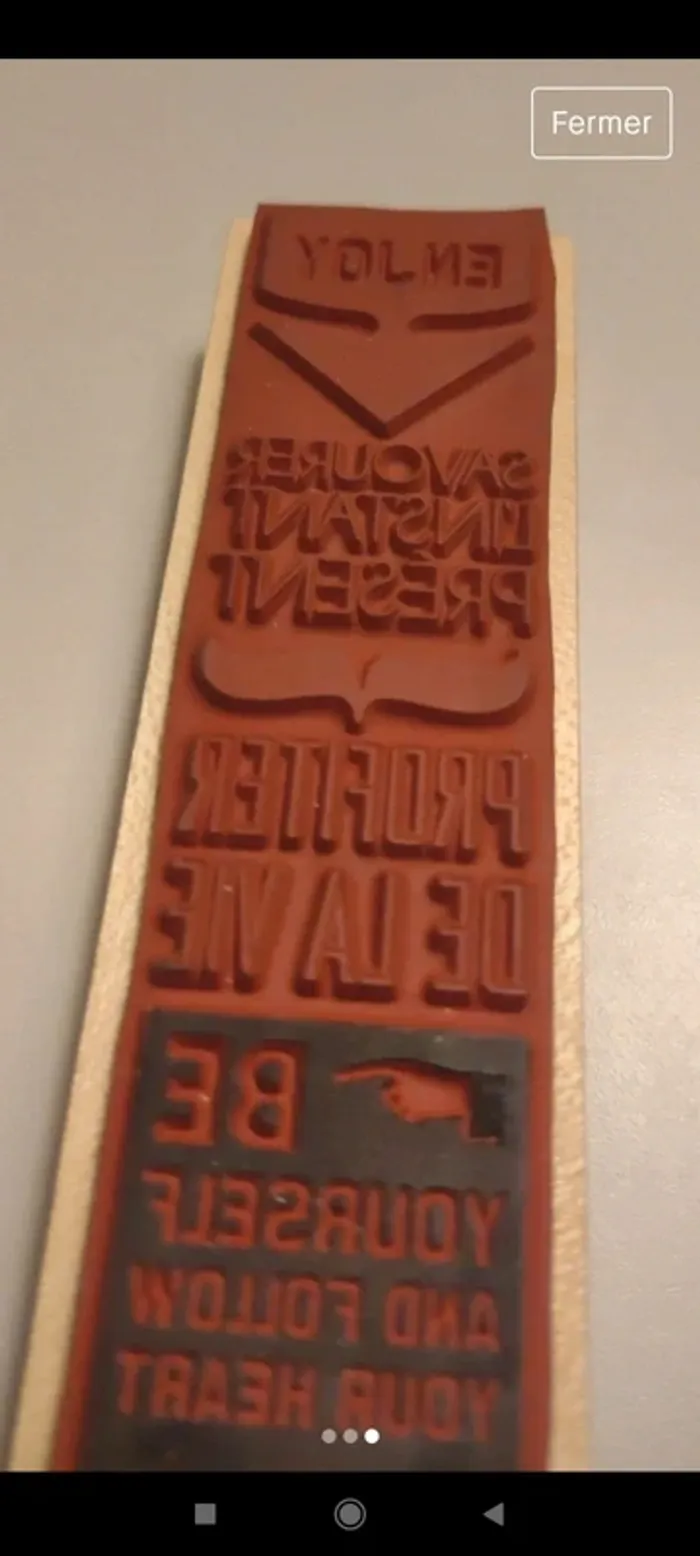 Fermer
ENJOY
SAVOURER
L'INSTANT
PRÉSENT
PROFITER
DE LA VIE
BE
YOURSELF
AND FOLLOW
YOUR HEART